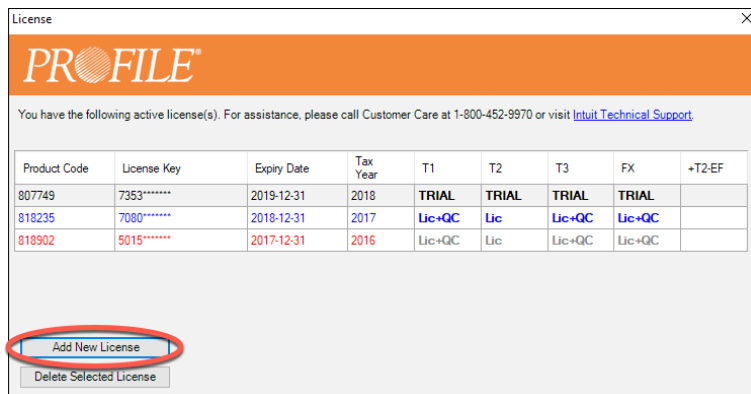 License
PROFILE®
You have the following active license(s). For assistance, please call Customer Care at 1-800-452-9970 or visit Intuit Technical Support.
Product Code License Key Expiry Date Tax Year T1 T2 T3 FX +T2-EF
807749 7353******* 2019-12-31 2018 TRIAL TRIAL TRIAL TRIAL
818235 7080******* 2018-12-31 2017 Lic+QC Lic Lic+QC Lic+QC
818902 5015******* 2017-12-31 2016 Lic+QC Lic Lic+QC Lic+QC
Add New License
Delete Selected License